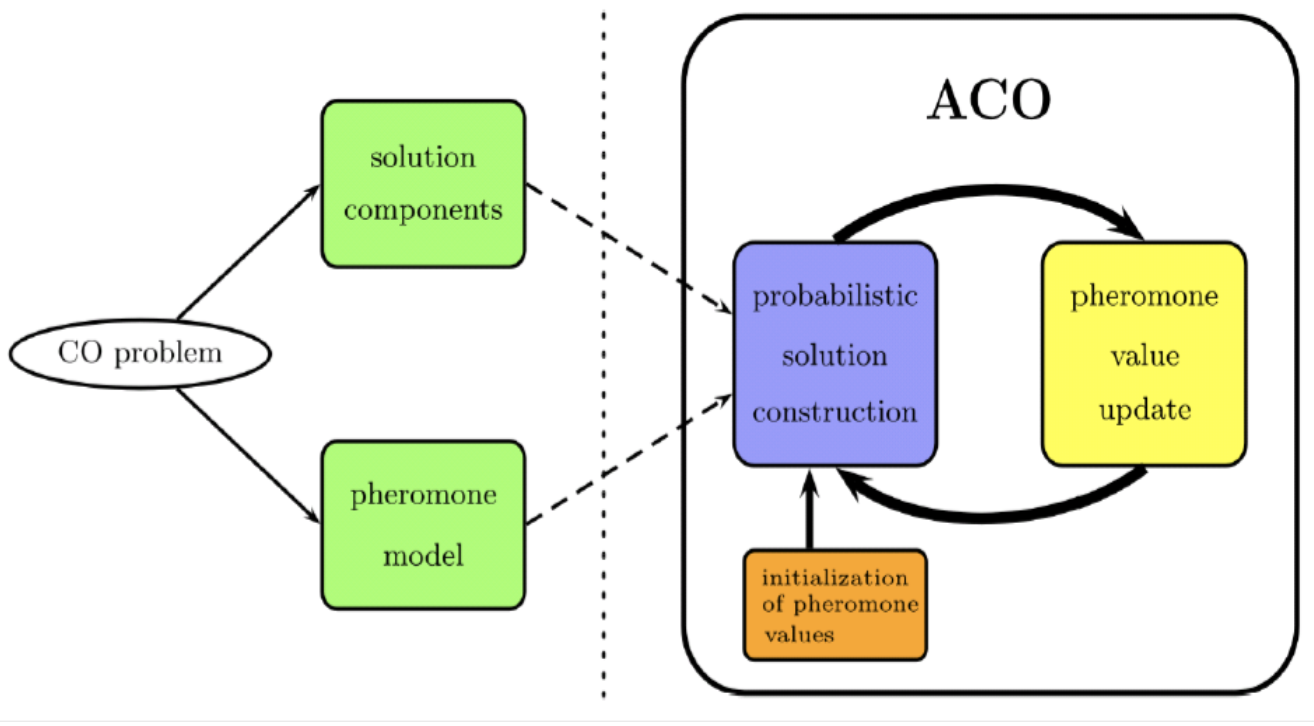 ACO
solution
components
CO problem
pheromone
model
probabilistic
solution
construction
pheromone
value
update
initialization
of pheromone
values